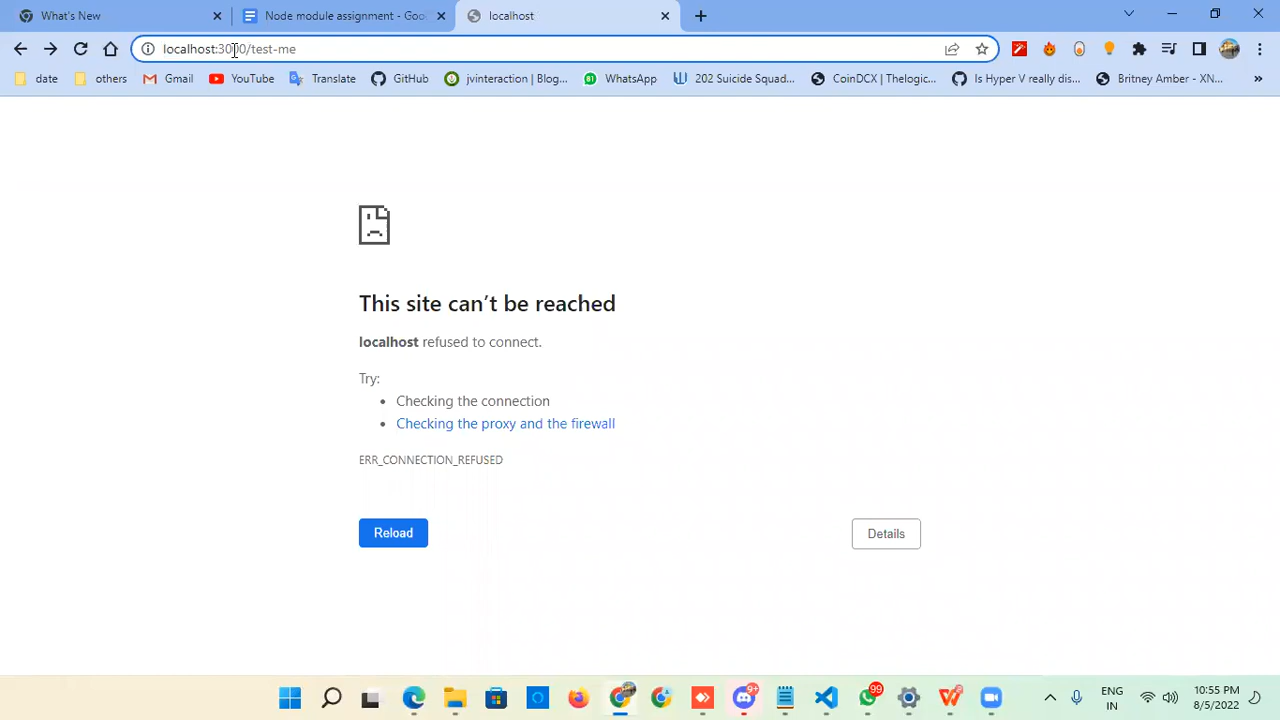 What's New
Node module assignment - Goo
localhost
localhost:3000/test-me
date
others
Gmail
YouTube
Translate
GitHub
jvinteraction | Blog...
WhatsApp
202 Suicide Squad...
CoinDCX | Thelogic...
Is Hyper V really dis...
Britney Amber - XN...
»
This site can't be reached
localhost refused to connect.
Try:
• Checking the connection
• Checking the proxy and the firewall
ERR_CONNECTION_REFUSED
Reload
Details
9+
99
ENG
IN
10:55 PM
8/5/2022